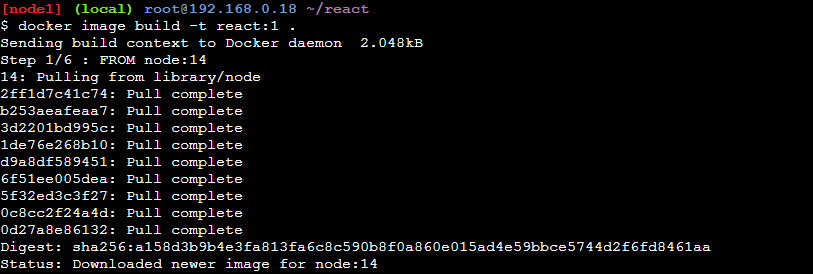 [node1] (local) root@192.168.0.18 ~/react
$ docker image build -t react:1 .
Sending build context to Docker daemon  2.048kB
Step 1/6 : FROM node:14
14: Pulling from library/node
2ff1d7c41c74: Pull complete
b253aeafeaa7: Pull complete
3d2201bd995c: Pull complete
1de76e268b10: Pull complete
d9a8df589451: Pull complete
6f51ee005dea: Pull complete
5f32ed3c3f27: Pull complete
0c8cc2f24a4d: Pull complete
0d27a8e86132: Pull complete
Digest: sha256:a158d3b9b4e3fa813fa6c8c590b8f0a860e015ad4e59bbce5744d2f6fd8461aa
Status: Downloaded newer image for node:14